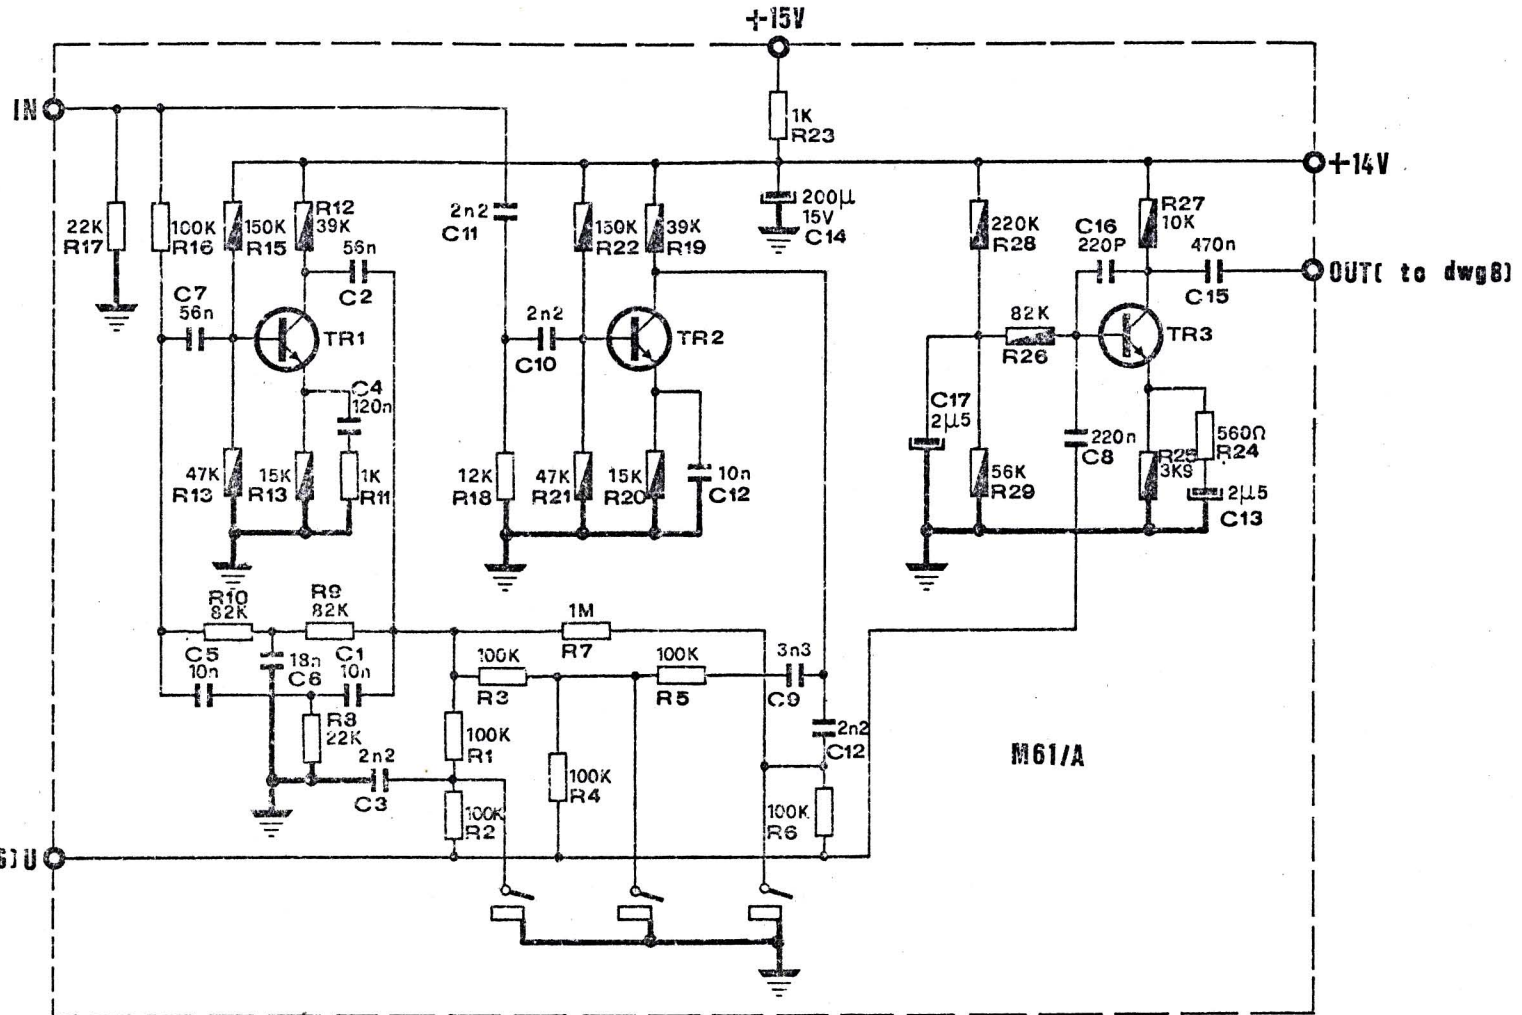 +15V
IN
1K
R23
+14V
22K
R17
100K
R16
150K
R15
R12
39K
56n
C2
2n2
C11
150K
R22
39K
R19
200µ
15V
C14
220K
R28
C16
220P
R27
10K
470n
C15
OUT( to dwg8)
C7
56n
TR1
2n2
C10
TR2
82K
R26
TR3
C4
120n
C17
2µ5
47K
R13
15K
R13
1K
R11
12K
R18
47K
R21
15K
R20
10n
C12
56K
R29
220n
C8
R25
3K9
560Ω
R24
2µ5
C13
R10
82K
R9
82K
1M
R7
C5
10n
18n
C6
C1
10n
100K
R3
100K
R5
3n3
C9
R8
22K
2n2
C3
100K
R1
100K
R4
2n2
C12
M61/A
100K
R2
100K
R6
6)U